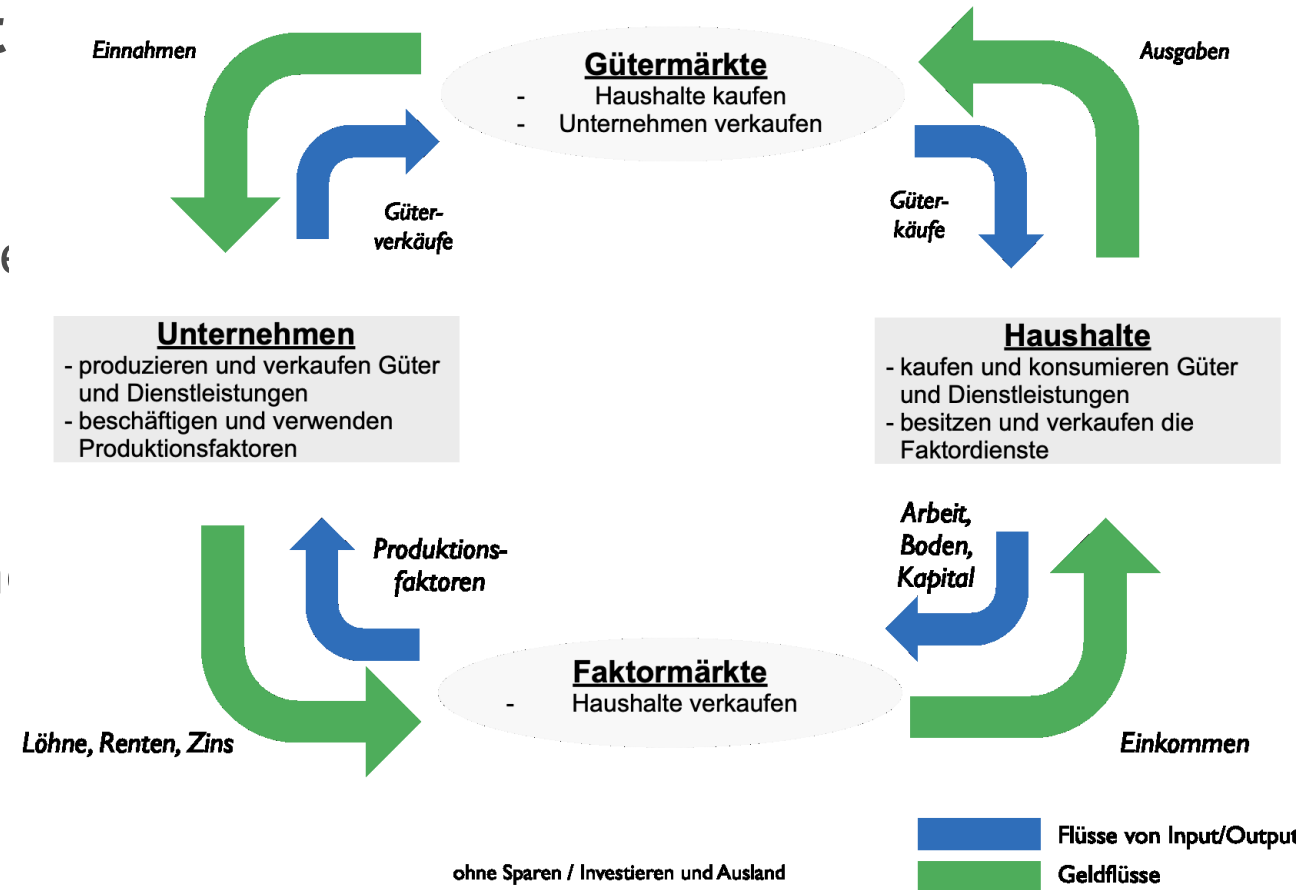 Einnahmen
Gütermärkte
- Haushalte kaufen
- Unternehmen verkaufen
Ausgaben
Güter-
verkäufe
Güter-
käufe
Unternehmen
- produzieren und verkaufen Güter
und Dienstleistungen
- beschäftigen und verwenden
Produktionsfaktoren
Haushalte
- kaufen und konsumieren Güter
und Dienstleistungen
- besitzen und verkaufen die
Faktordienste
Produktions-
faktoren
Arbeit,
Boden,
Kapital
Faktormärkte
- Haushalte verkaufen
Löhne, Renten, Zins
Einkommen
Flüsse von Input/Output
Geldflüsse
ohne Sparen / Investieren und Ausland